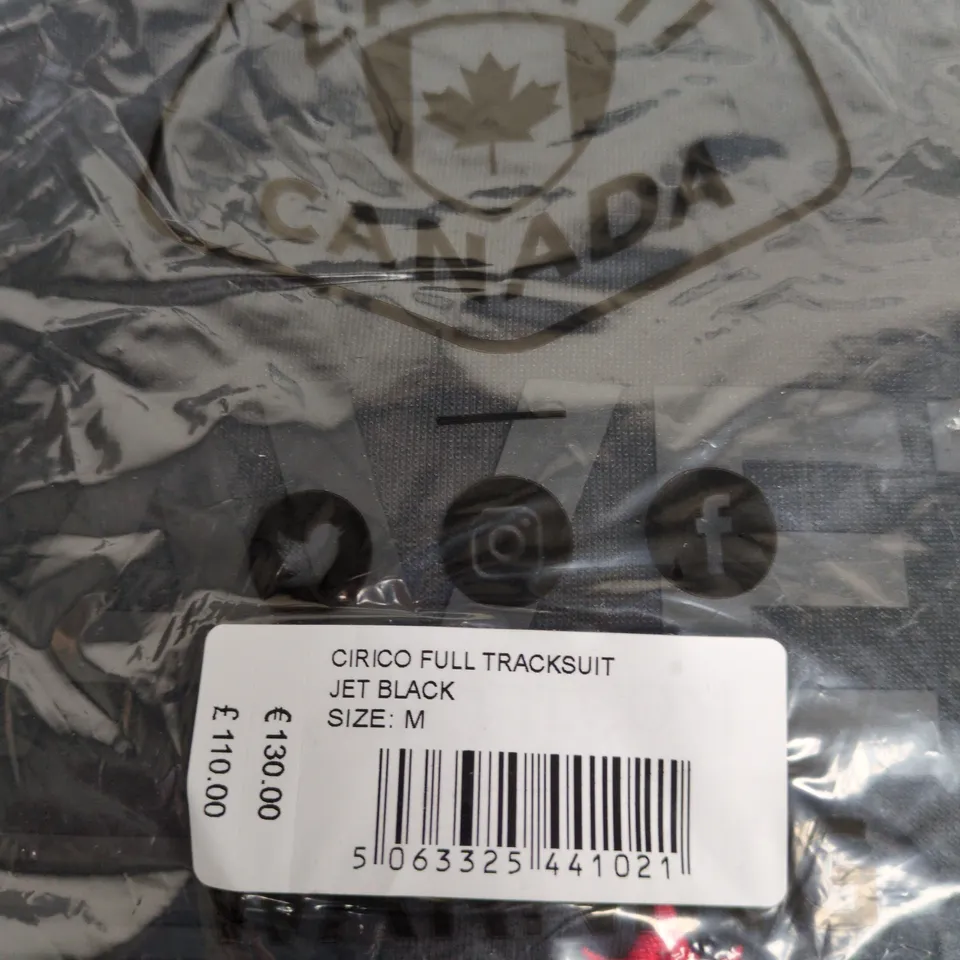 CANADA
CIRICO FULL TRACKSUIT
JET BLACK
SIZE: M
€ 130.00
£ 110.00
5 063325 441021